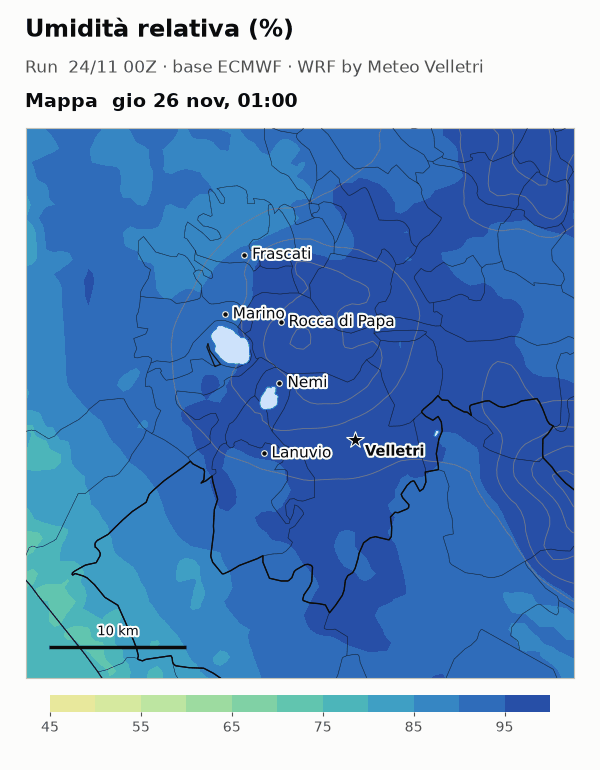 Umidità relativa (%)
Run  24/11 00Z · base ECMWF · WRF by Meteo Velletri
Mappa  gio 26 nov, 01:00
Frascati
Marino
Rocca di Papa
Nemi
Velletri
Lanuvio
10 km
45 55 65 75 85 95